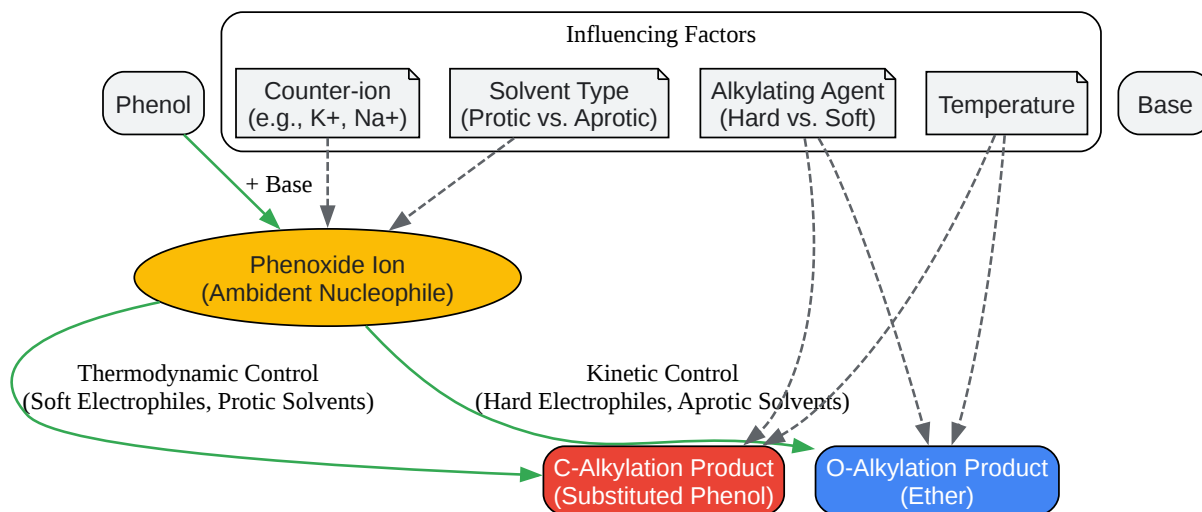 Influencing Factors
Phenol
Counter-ion
(e.g., K+, Na+)
Solvent Type
(Protic vs. Aprotic)
Alkylating Agent
(Hard vs. Soft)
Temperature
Base
+ Base
Phenoxide Ion
(Ambident Nucleophile)
Thermodynamic Control
(Soft Electrophiles, Protic Solvents)
Kinetic Control
(Hard Electrophiles, Aprotic Solvents)
C-Alkylation Product
(Substituted Phenol)
O-Alkylation Product
(Ether)